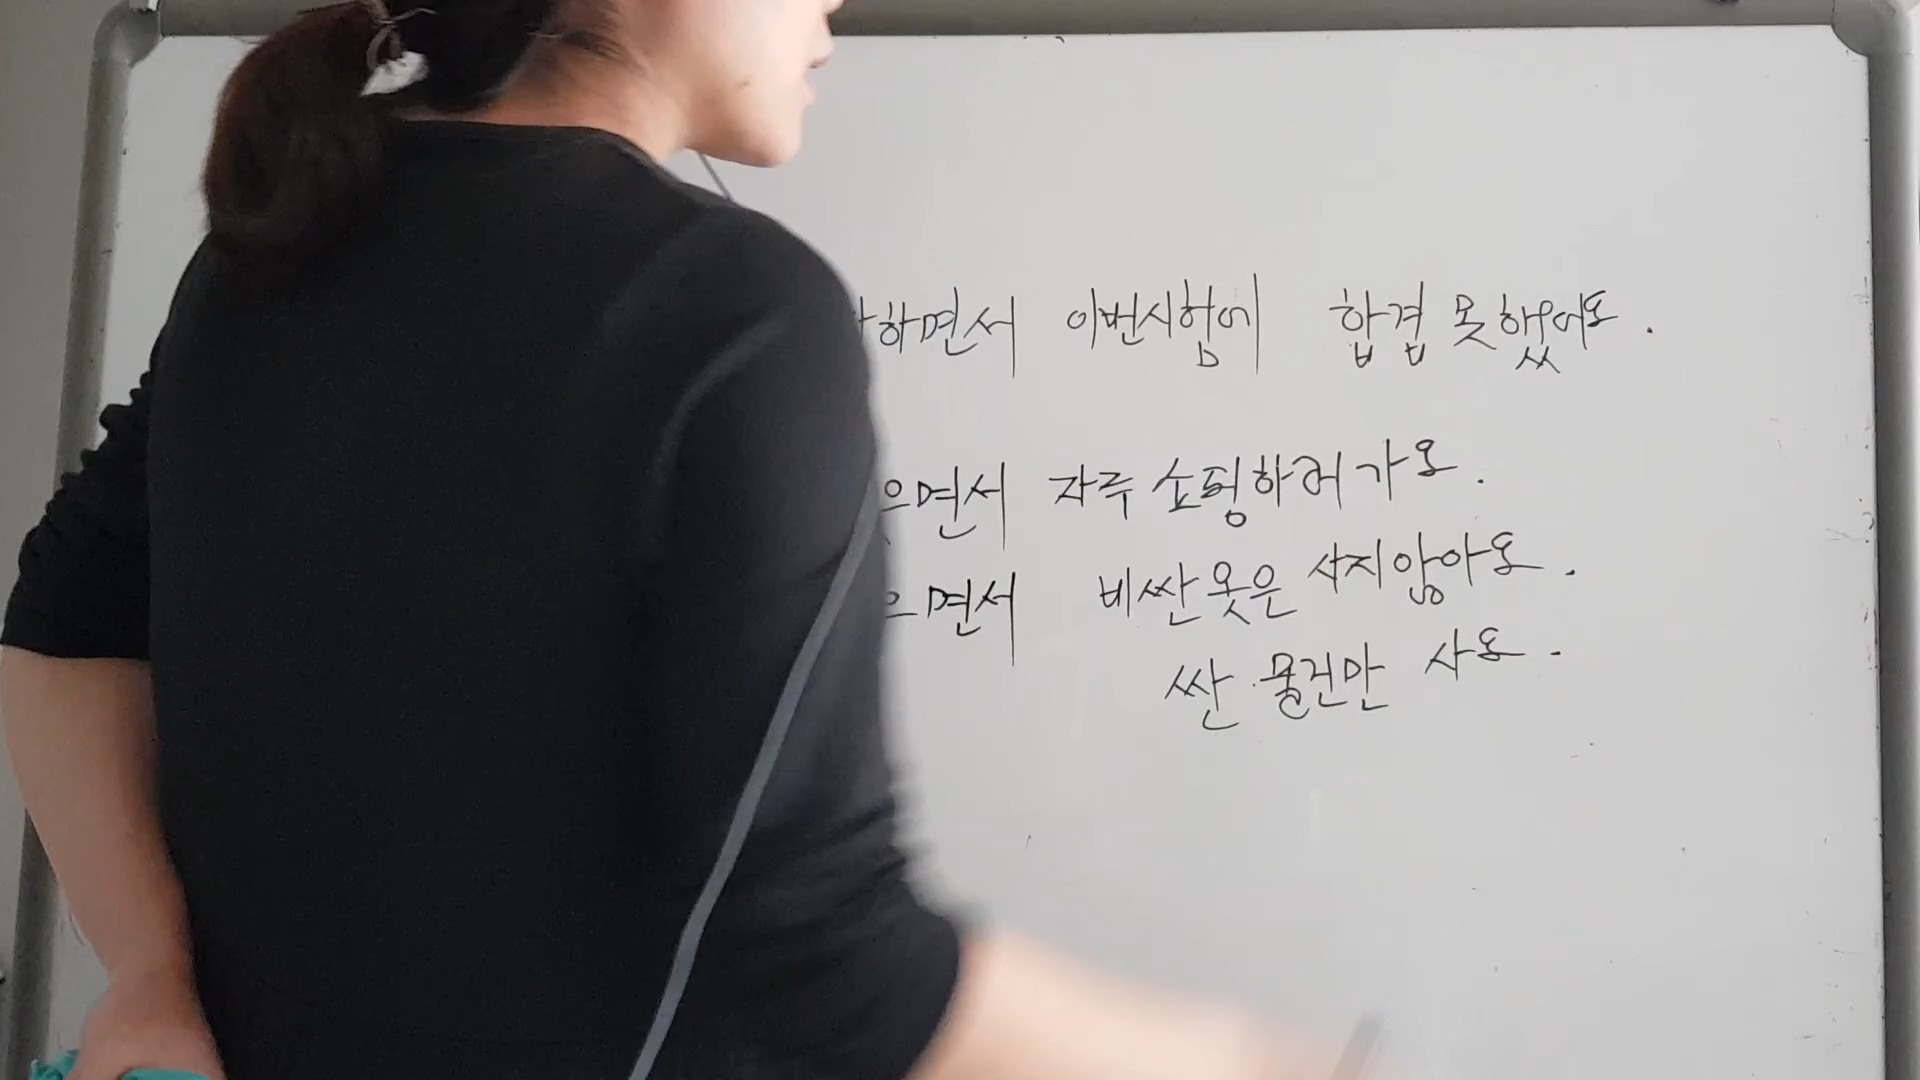 하면서 이번시험에 합격 못했어요.
으면서 자주 쇼핑하러 가요.
으면서 비싼 옷은 사지않아요.
싼 물건만 사요.